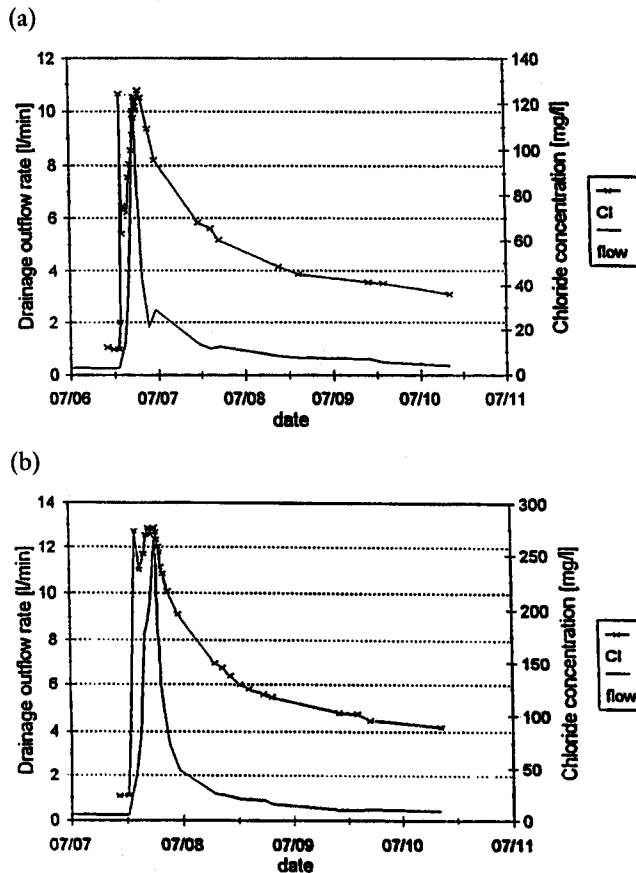 (a)
Drainage outflow rate [l/min]
12
10
8
6
4
2
0
140
120
100
80
60
40
20
0
Chloride concentration [mg/l]
07/06 07/07 07/08 07/09 07/10 07/11
date
Cl
flow
(b)
Drainage outflow rate [l/min]
14
12
10
8
6
4
2
0
300
250
200
150
100
50
0
Chloride concentration [mg/l]
07/07 07/08 07/09 07/10 07/11
date
Cl
flow